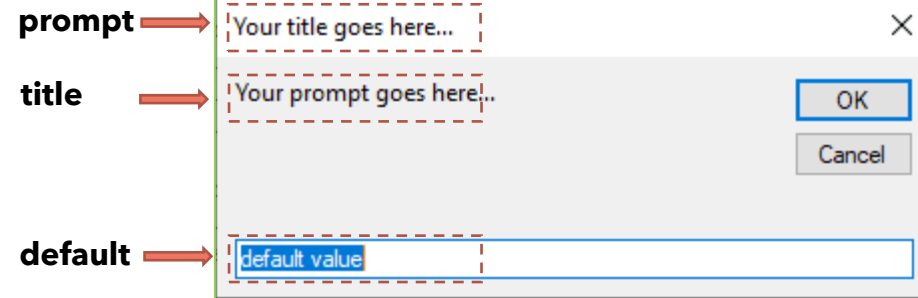 prompt
Your title goes here...
title
Your prompt goes here...
OK
Cancel
default
default value